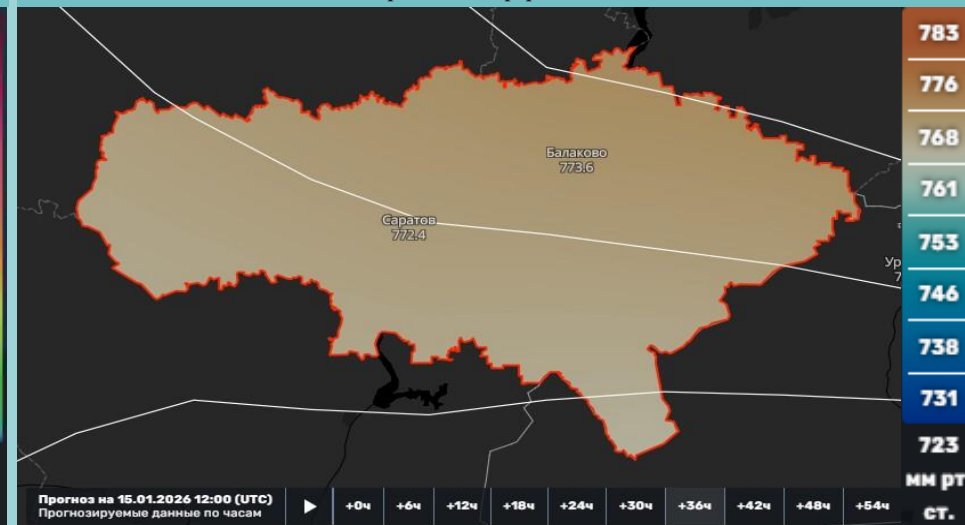 783
776
768
761
753
746
738
731
723
мм рт
ст.
Балаково
773.6
Саратов
772.4
Ур
7
Прогноз на 15.01.2026 12:00 (UTC)
Прогнозируемые данные по часам
+0ч +6ч +12ч +18ч +24ч +30ч +36ч +42ч +48ч +54ч